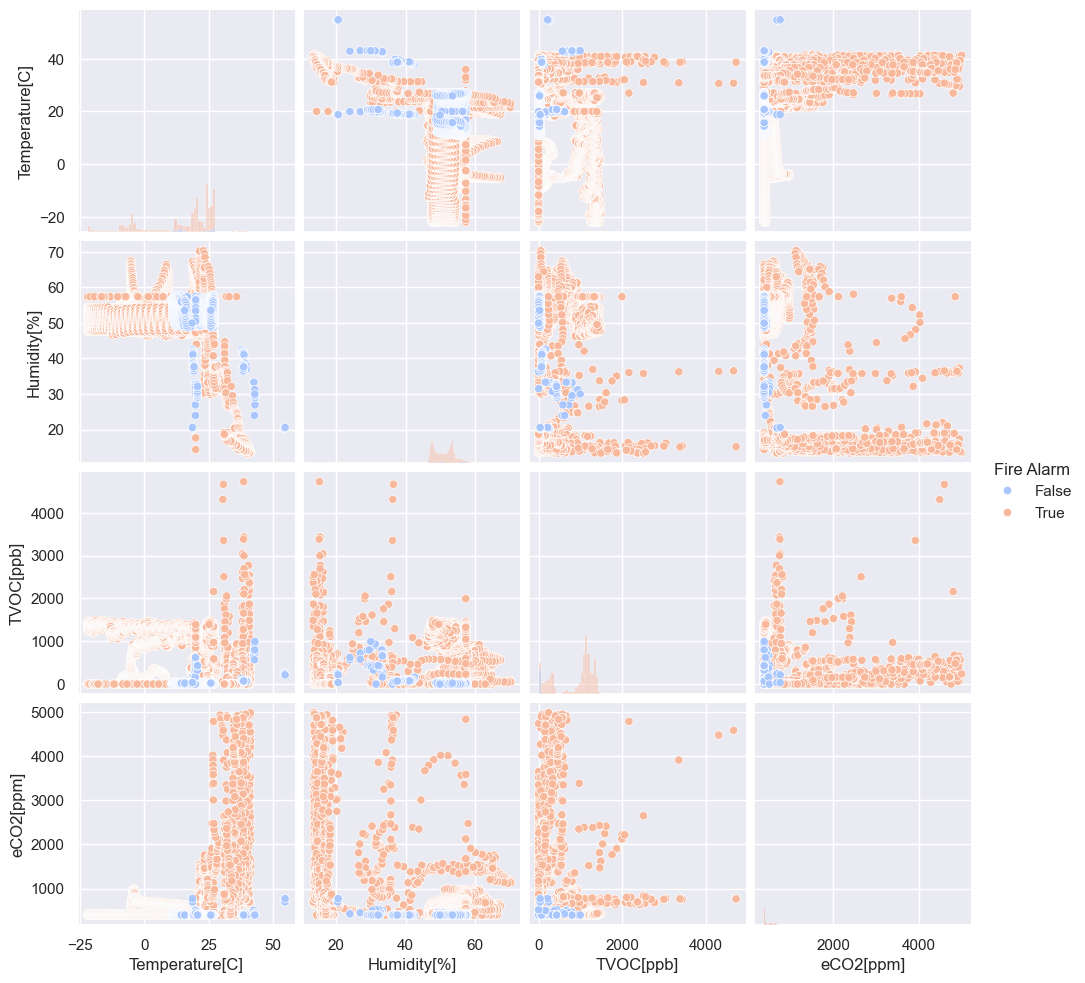 Temperature[C]
40
20
0
−20
Humidity[%]
70
60
50
40
30
20
Fire Alarm
False
True
TVOC[ppb]
4000
3000
2000
1000
0
eCO2[ppm]
5000
4000
3000
2000
1000
−25 0 25 50 20 40 60 0 2000 4000 2000 4000
Temperature[C] Humidity[%] TVOC[ppb] eCO2[ppm]